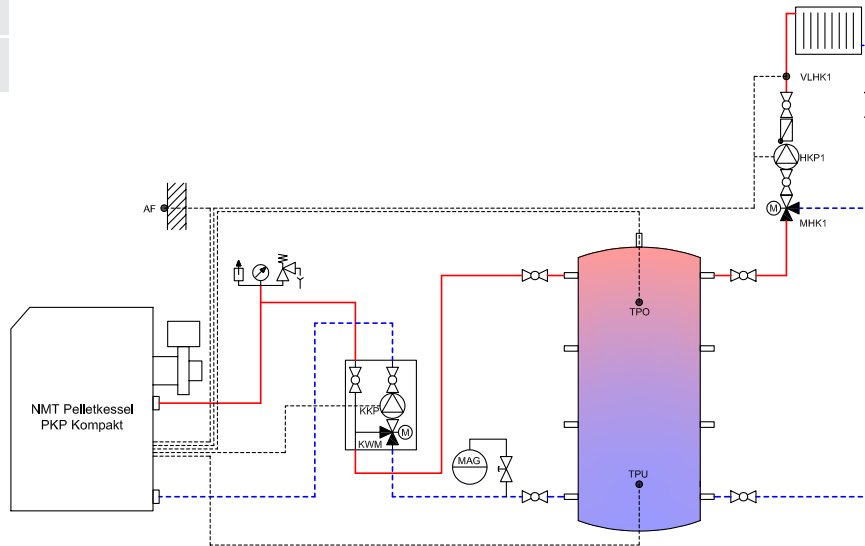 VLHK1
HKP1
AF
M
MHK1
TPO
NMT Pelletkessel
PKP Kompakt
KKP
M
KWM
MAG
TPU